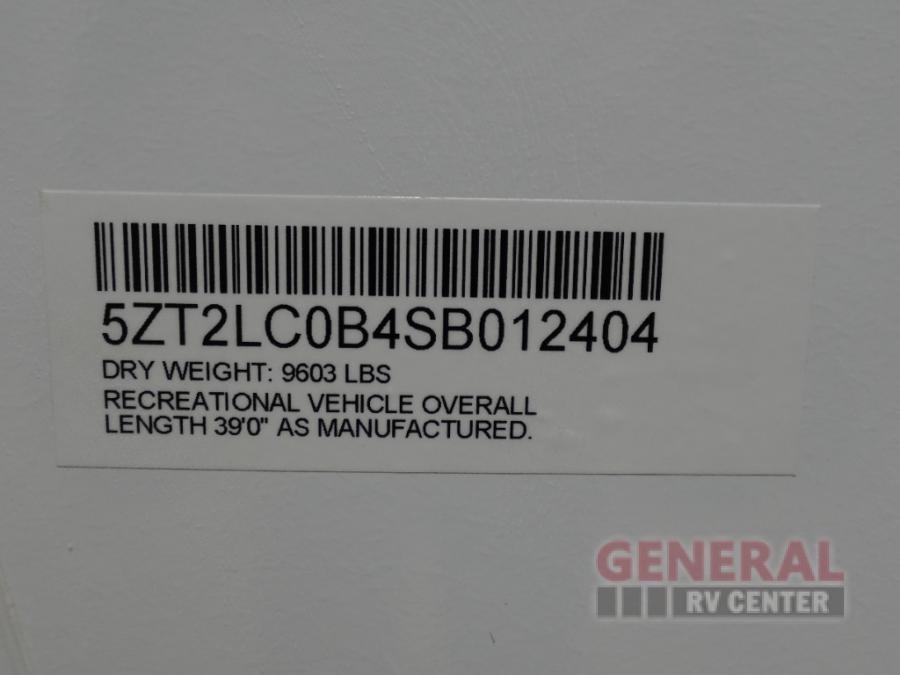 5ZT2LC0B4SB012404
DRY WEIGHT: 9603 LBS
RECREATIONAL VEHICLE OVERALL
LENGTH 39'0" AS MANUFACTURED.
GENERAL
RV CENTER